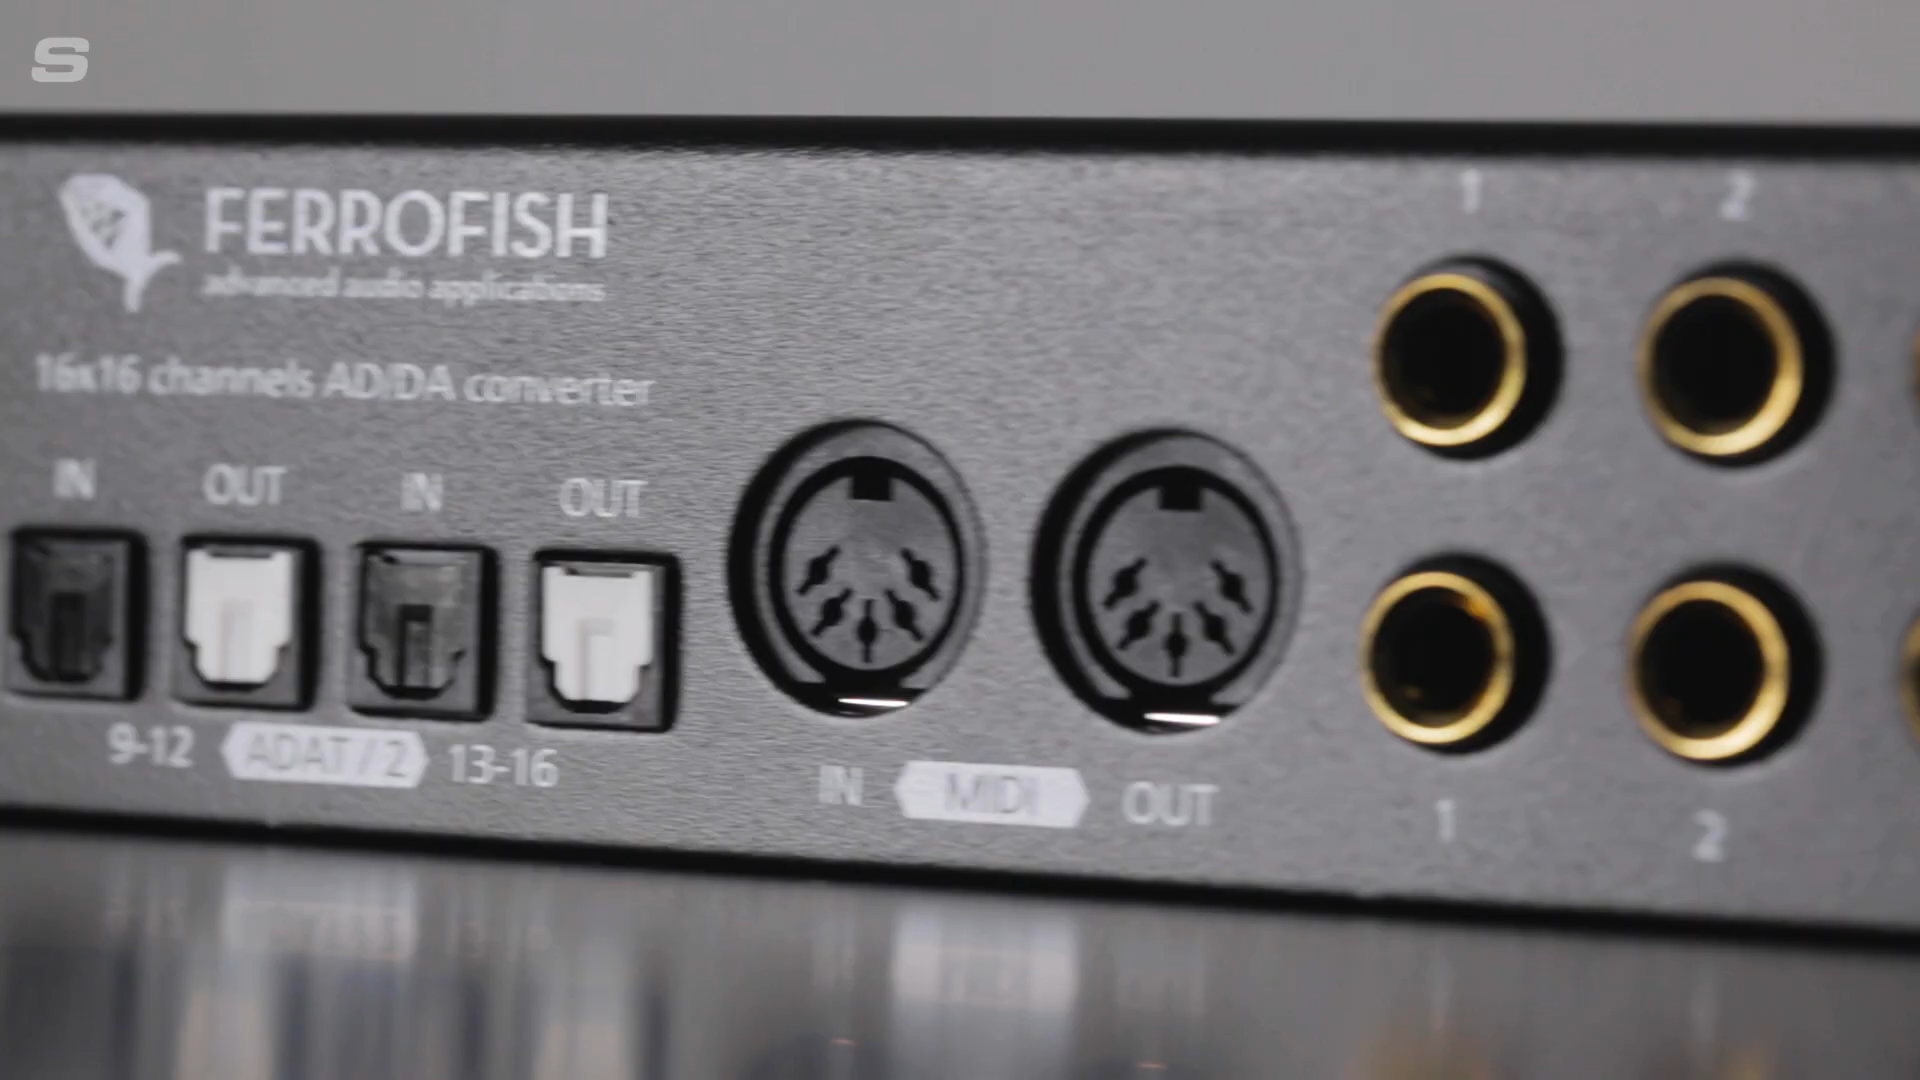 S
FERROFISH
advanced audio applications
16x16 channels AD/DA converter
IN OUT IN OUT
9-12 ADAT / 2 13-16
IN MIDI OUT
1 2
1 2